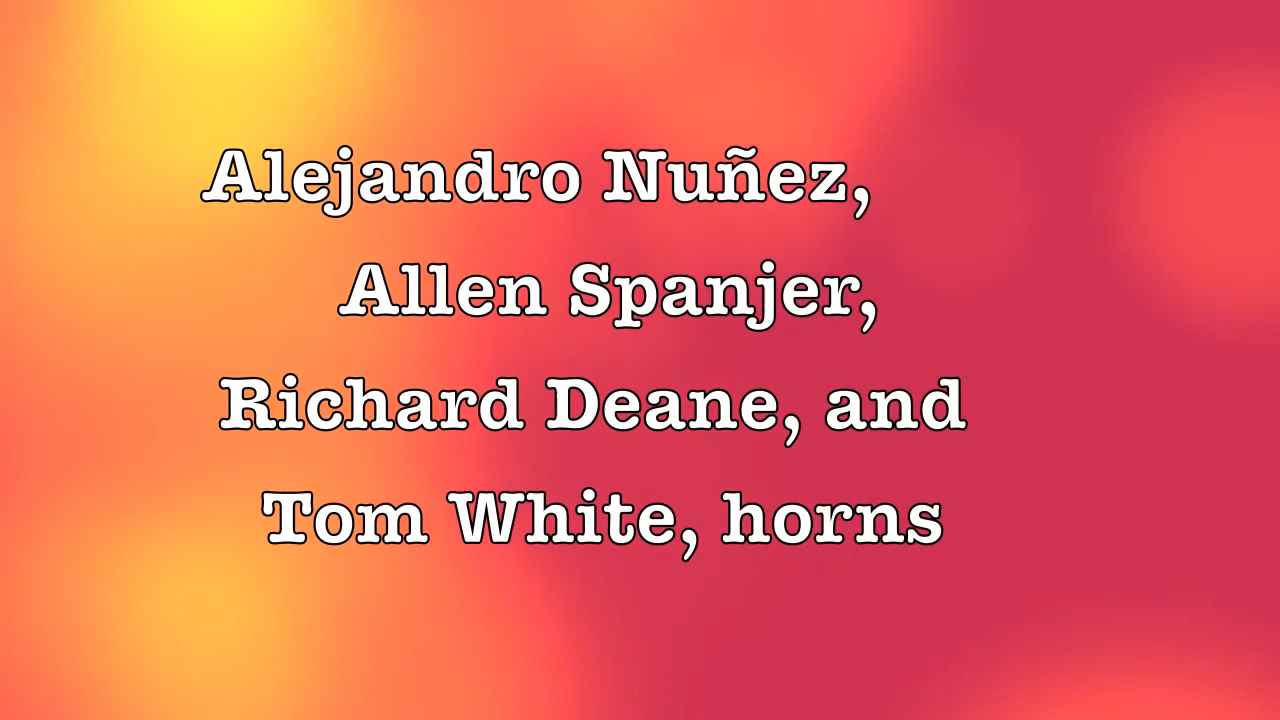 Alejandro Nuñez,
Allen Spanjer,
Richard Deane, and
Tom White, horns